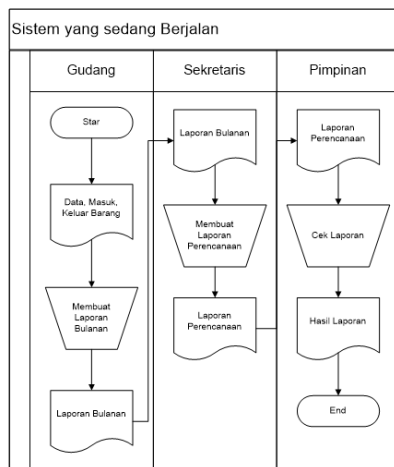 Sistem yang sedang Berjalan
Gudang
Sekretaris
Pimpinan
Star
Data, Masuk,
Keluar Barang
Membuat
Laporan
Bulanan
Laporan Bulanan
Laporan Bulanan
Membuat
Laporan
Perencanaan
Laporan
Perencanaan
Laporan
Perencanaan
Cek Laporan
Hasil Laporan
End